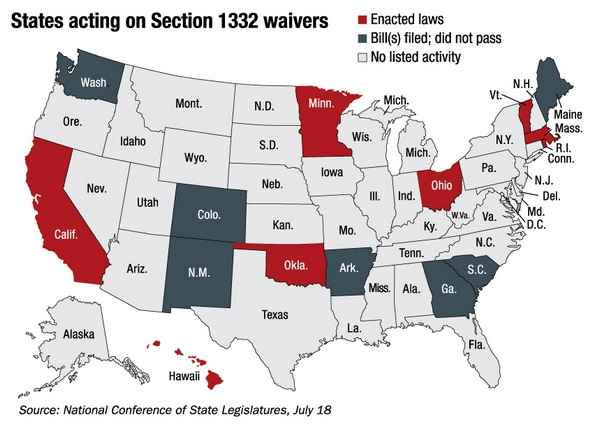 States acting on Section 1332 waivers
Enacted laws
Bill(s) filed; did not pass
No listed activity
Wash.
Mont.
N.D.
Minn.
Mich.
Vt.
N.H.
Maine
Mass.
R.I.
Conn.
Ore.
Idaho
S.D.
Wis.
Mich.
N.Y.
Wyo.
Iowa
Pa.
N.J.
Neb.
Nev.
Utah
Colo.
Ill.
Ind.
Ohio
Del.
Md.
D.C.
W.Va.
Va.
Calif.
Kan.
Mo.
Ky.
N.C.
Tenn.
Ariz.
N.M.
Okla.
Ark.
S.C.
Miss.
Ala.
Ga.
Texas
La.
Fla.
Alaska
Hawaii
Source: National Conference of State Legislatures, July 18